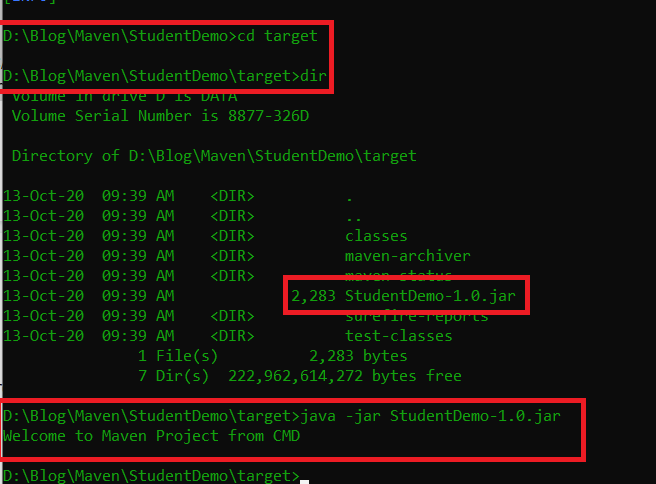 [INFO]
D:\Blog\Maven\StudentDemo>cd target
D:\Blog\Maven\StudentDemo\target>dir
Volume in drive D is DATA
Volume Serial Number is 8877-326D
Directory of D:\Blog\Maven\StudentDemo\target
13-Oct-20  09:39 AM    <DIR>          .
13-Oct-20  09:39 AM    <DIR>          ..
13-Oct-20  09:39 AM    <DIR>          classes
13-Oct-20  09:39 AM    <DIR>          maven-archiver
13-Oct-20  09:39 AM    <DIR>          maven-status
13-Oct-20  09:39 AM             2,283 StudentDemo-1.0.jar
13-Oct-20  09:39 AM    <DIR>          surefire-reports
13-Oct-20  09:39 AM    <DIR>          test-classes
1 File(s)          2,283 bytes
7 Dir(s)  222,962,614,272 bytes free
D:\Blog\Maven\StudentDemo\target>java -jar StudentDemo-1.0.jar
Welcome to Maven Project from CMD
D:\Blog\Maven\StudentDemo\target>